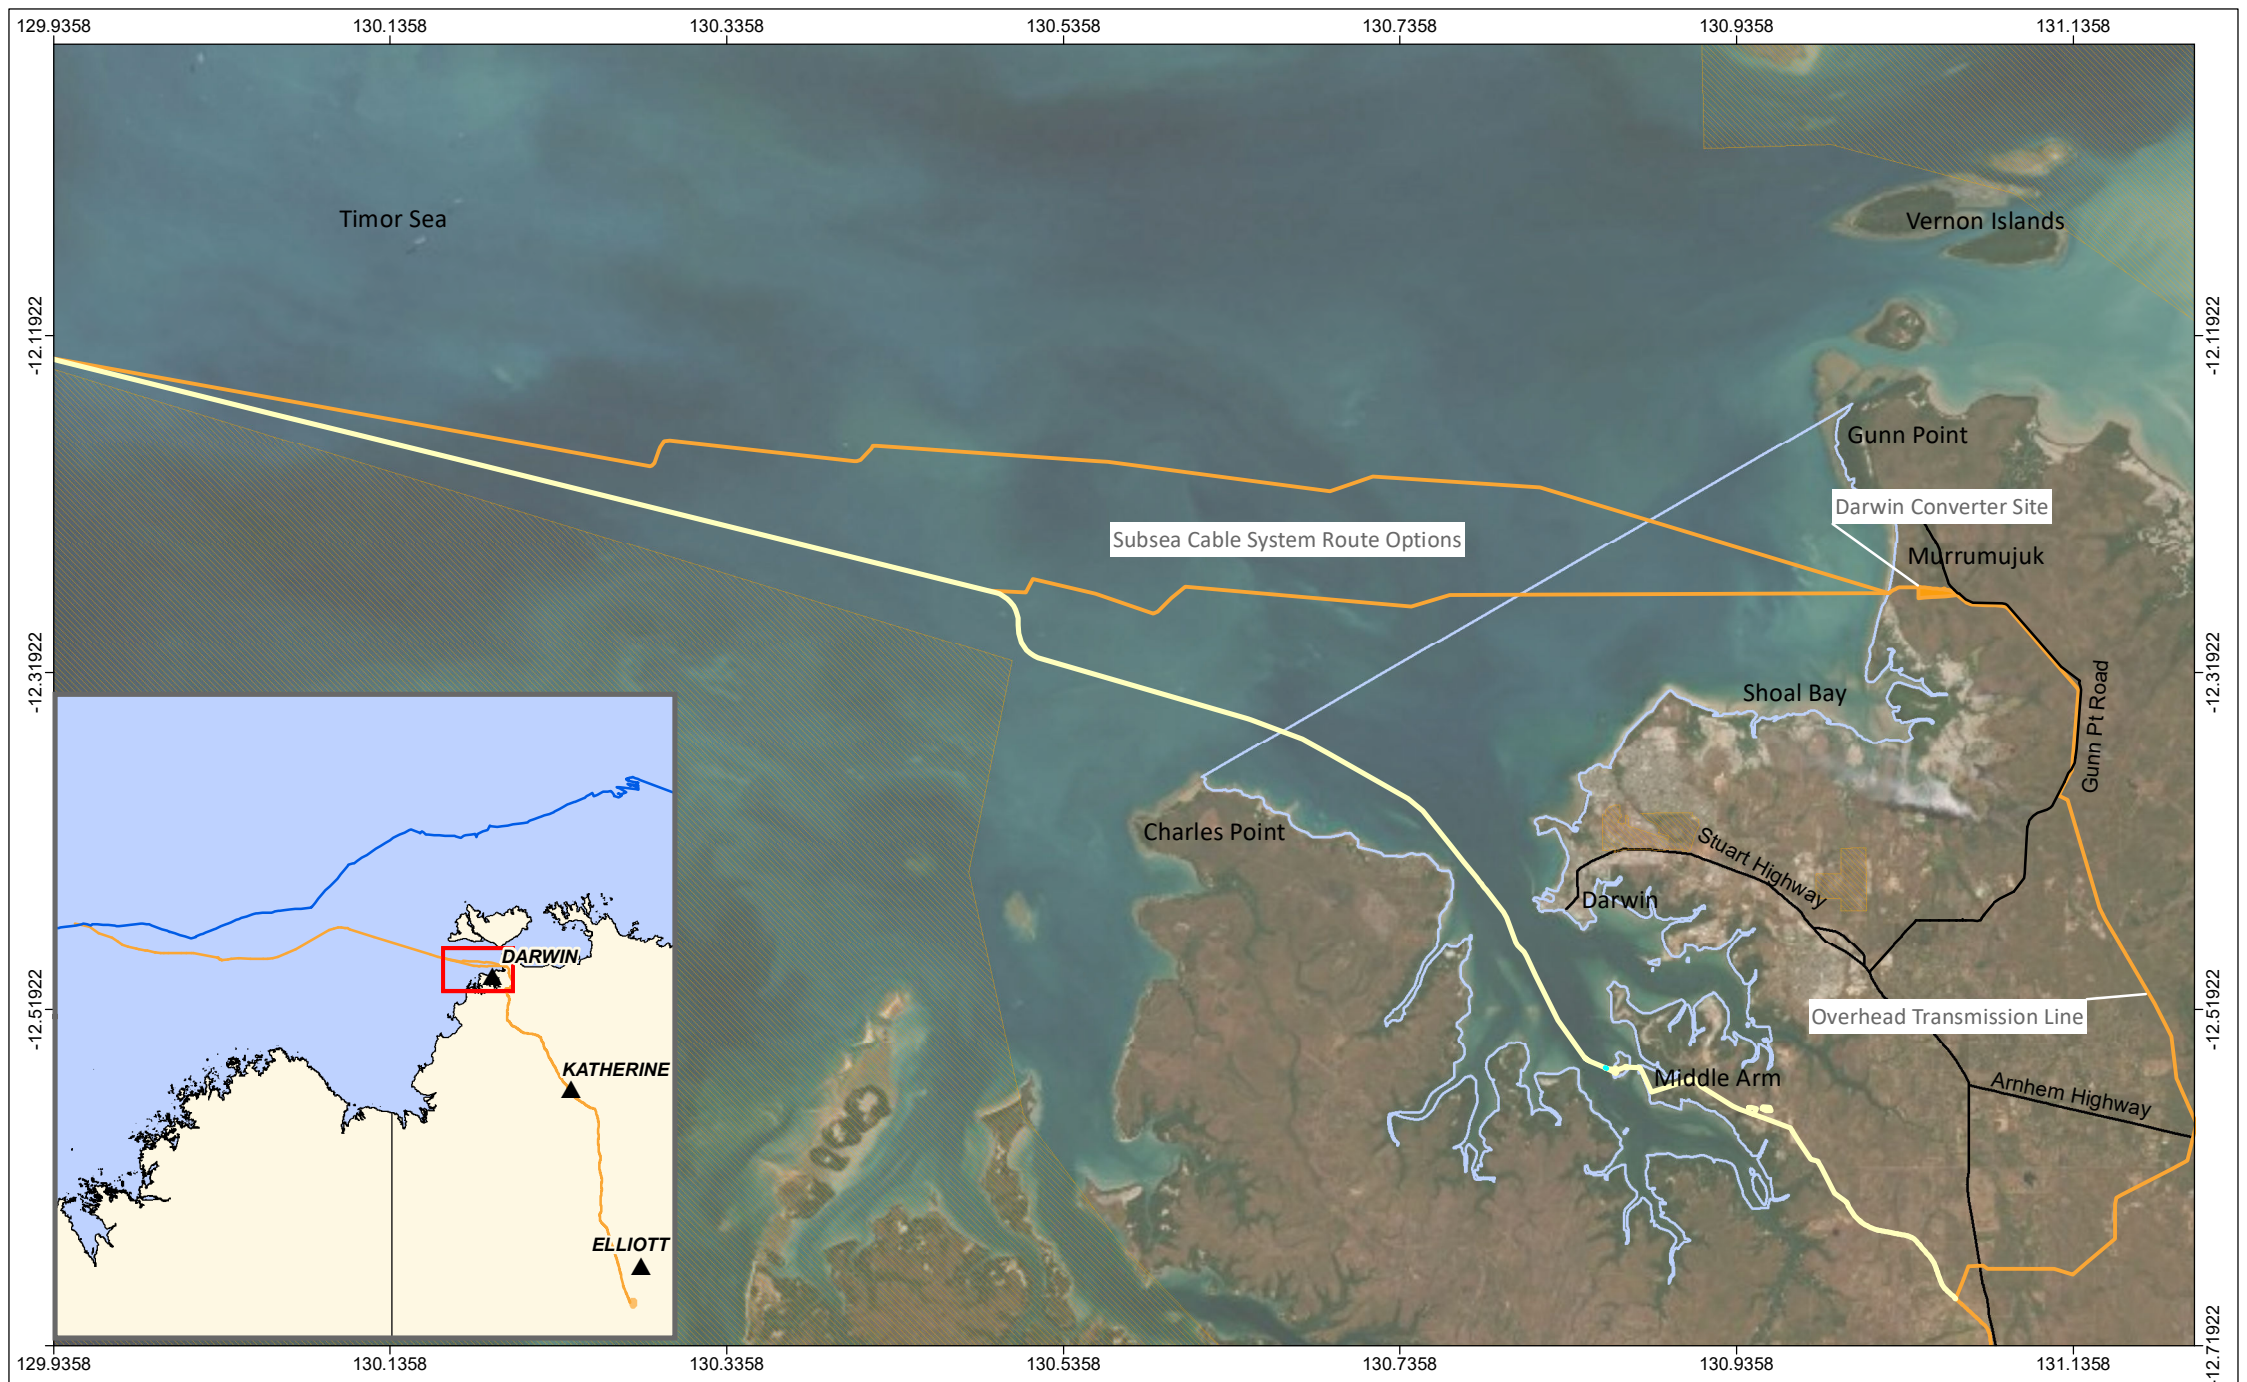 129.9358 130.1358 130.3358 130.5358 130.7358 130.9358 131.1358
Timor Sea
Vernon Islands
-12.11922
-12.11922
Gunn Point
Darwin Converter Site
Subsea Cable System Route Options
Murrumujuk
-12.31922
-12.31922
Shoal Bay
Gunn Pt Road
Charles Point
Stuart Highway
Darwin
DARWIN
-12.51922
-12.51922
Overhead Transmission Line
KATHERINE
Middle Arm
Arnhem Highway
ELLIOTT
-12.71922
129.9358 130.1358 130.3358 130.5358 130.7358 130.9358 131.1358